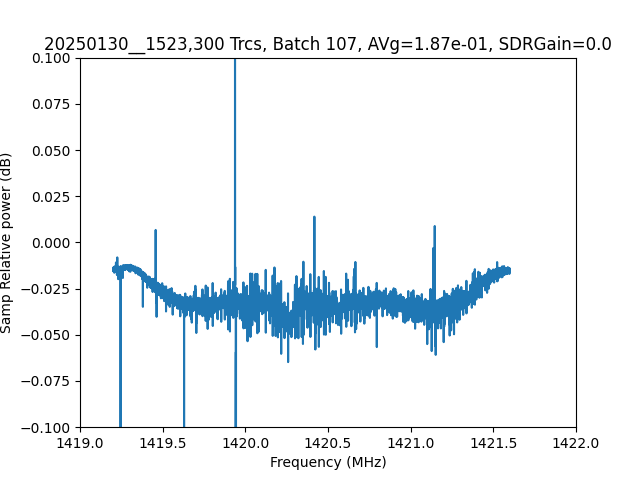 20250130__1523,300 Trcs, Batch 107, AVg=1.87e-01, SDRGain=0.0
0.100
0.075
0.050
0.025
0.000
−0.025
−0.050
−0.075
−0.100
Samp Relative power (dB)
1419.0 1419.5 1420.0 1420.5 1421.0 1421.5 1422.0
Frequency (MHz)